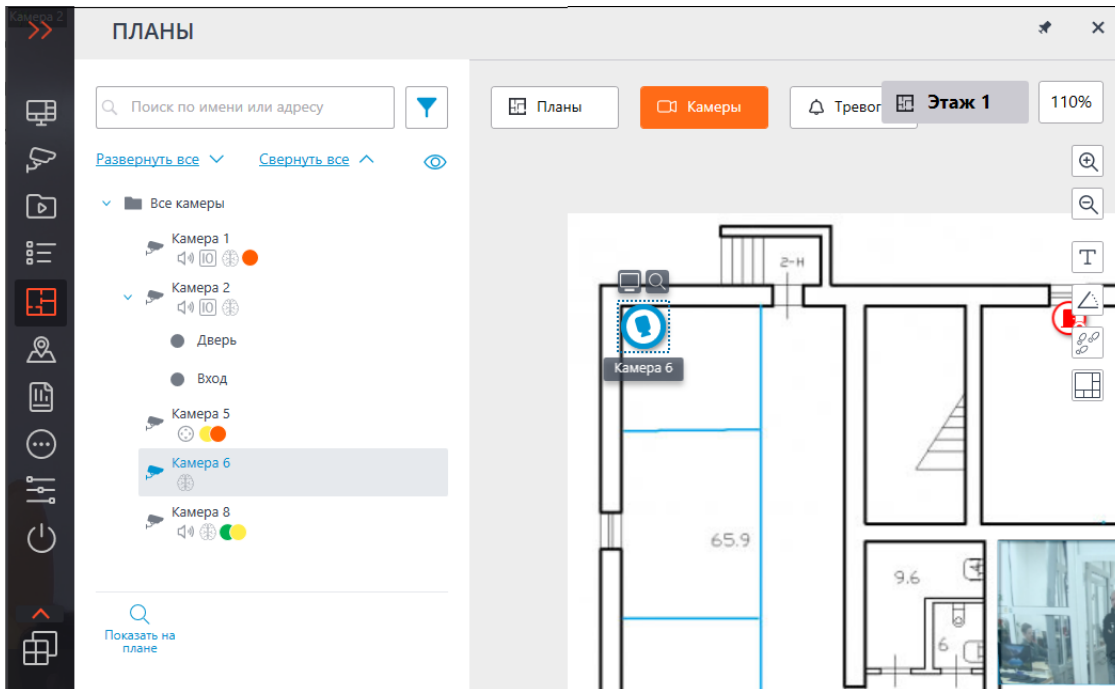 Камера 2
ПЛАНЫ
Поиск по имени или адресу
Развернуть все
Свернуть все
Все камеры
Камера 1
IO
Камера 2
IO
Дверь
Вход
Камера 5
Камера 6
Камера 8
Показать на
плане
Планы
Камеры
Тревог
Этаж 1
110%
T
2-Н
Камера 6
65.9
9.6
6